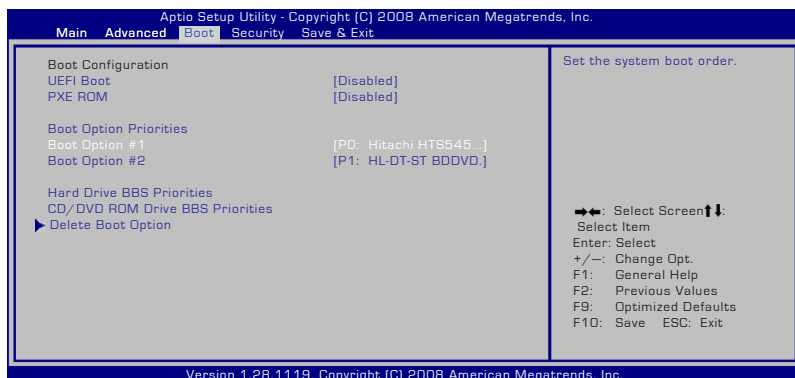 Aptio Setup Utility - Copyright (C) 2008 American Megatrends, Inc.
Main Advanced Boot Security Save & Exit
Boot Configuration
UEFI Boot [Disabled]
PXE ROM [Disabled]
Boot Option Priorities
Boot Option #1 [P0: Hitachi HTS545...]
Boot Option #2 [P1: HL-DT-ST BDDVD.]
Hard Drive BBS Priorities
CD/DVD ROM Drive BBS Priorities
Delete Boot Option
Set the system boot order.
→←: Select Screen↑↓:
Select Item
Enter: Select
+/—: Change Opt.
F1: General Help
F2: Previous Values
F9: Optimized Defaults
F10: Save ESC: Exit
Version 1.28.1119. Copyright (C) 2008 American Megatrends, Inc.